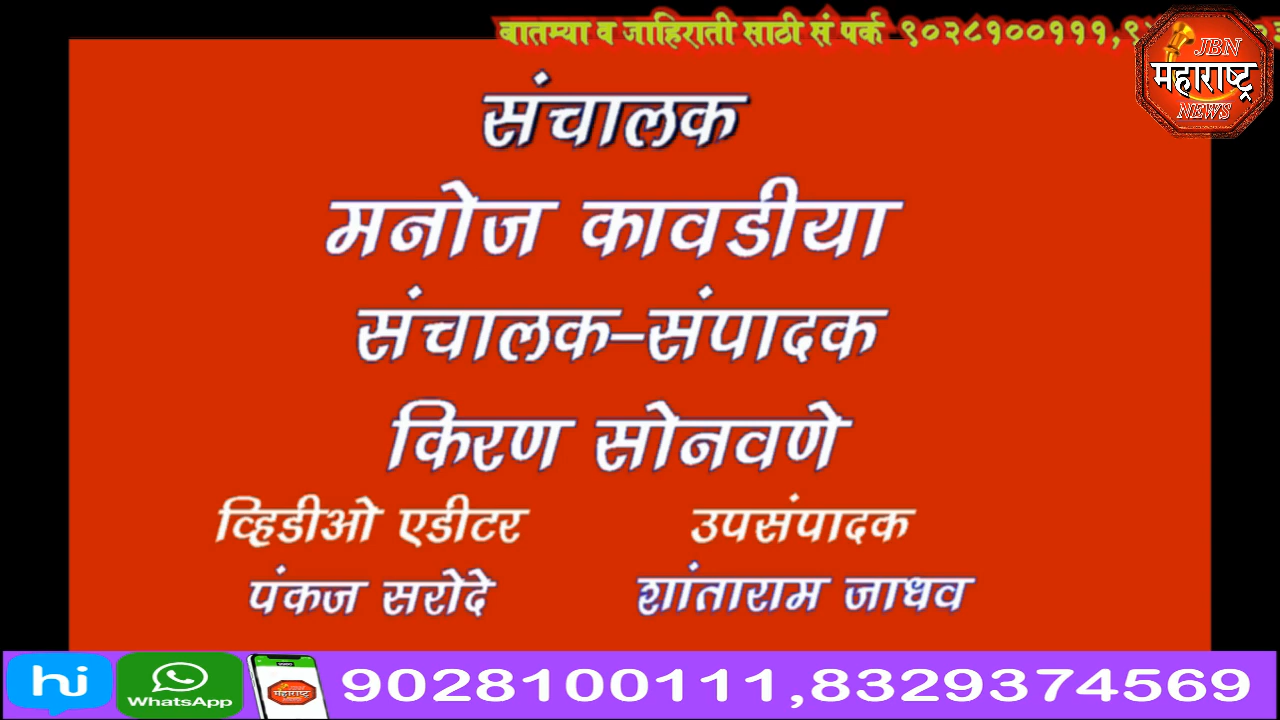 बातम्या व जाहिराती साठी संपर्क ९०२८१००१११,
JBN
महाराष्ट्र
NEWS
संचालक
मनोज कावडीया
संचालक-संपादक
किरण सोनवणे
व्हिडीओ एडीटर उपसंपादक
पंकज सरोदे शांताराम जाधव
hi WhatsApp 9028100111,8329374569